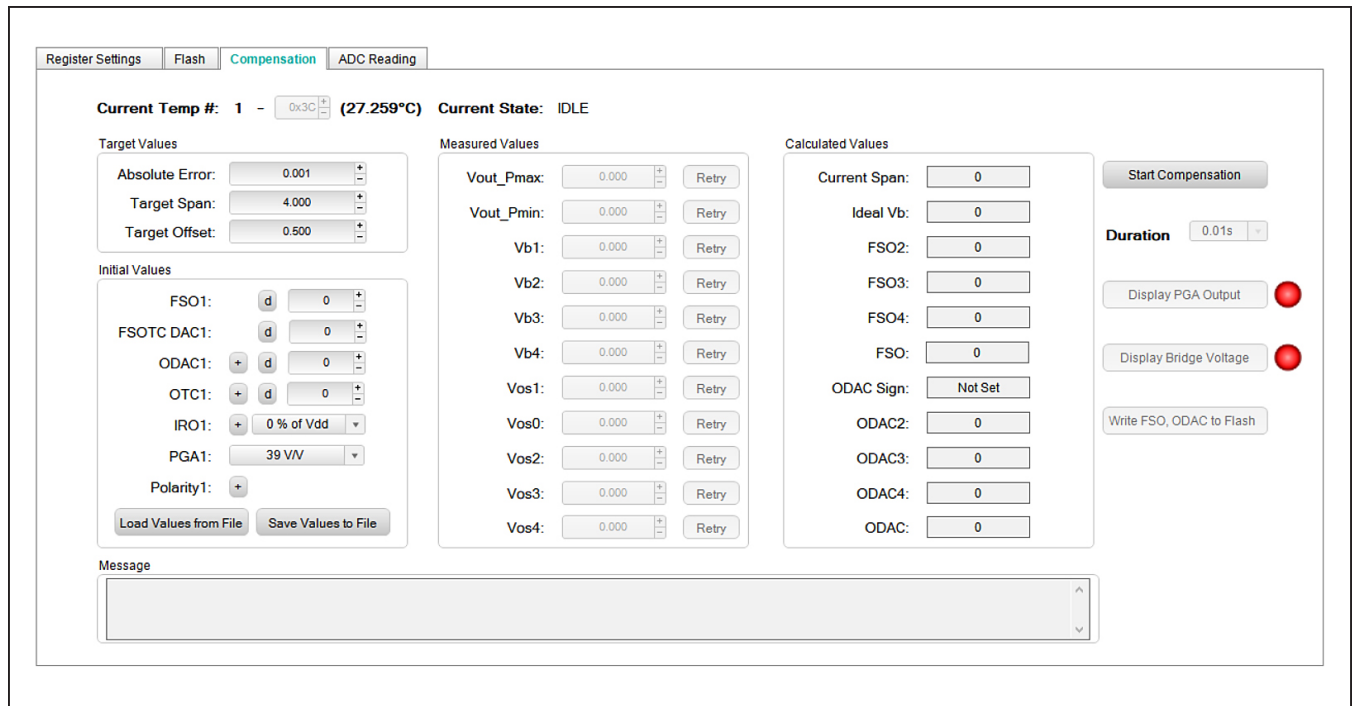 Register Settings Flash Compensation ADC Reading
Current Temp #: 1 - 0x3C + − (27.259°C) Current State: IDLE
Target Values
Absolute Error: 0.001 + −
Target Span: 4.000 + −
Target Offset: 0.500 + −
Initial Values
FSO1: d 0 + −
FSOTC DAC1: d 0 + −
ODAC1: + d 0 + −
OTC1: + d 0 + −
IRO1: + 0 % of Vdd
PGA1: 39 V/V
Polarity1: +
Load Values from File Save Values to File
Measured Values
Vout_Pmax: 0.000 + − Retry
Vout_Pmin: 0.000 + − Retry
Vb1: 0.000 + − Retry
Vb2: 0.000 + − Retry
Vb3: 0.000 + − Retry
Vb4: 0.000 + − Retry
Vos1: 0.000 + − Retry
Vos0: 0.000 + − Retry
Vos2: 0.000 + − Retry
Vos3: 0.000 + − Retry
Vos4: 0.000 + − Retry
Calculated Values
Current Span: 0
Ideal Vb: 0
FSO2: 0
FSO3: 0
FSO4: 0
FSO: 0
ODAC Sign: Not Set
ODAC2: 0
ODAC3: 0
ODAC4: 0
ODAC: 0
Start Compensation
Duration 0.01s
Display PGA Output
Display Bridge Voltage
Write FSO, ODAC to Flash
Message